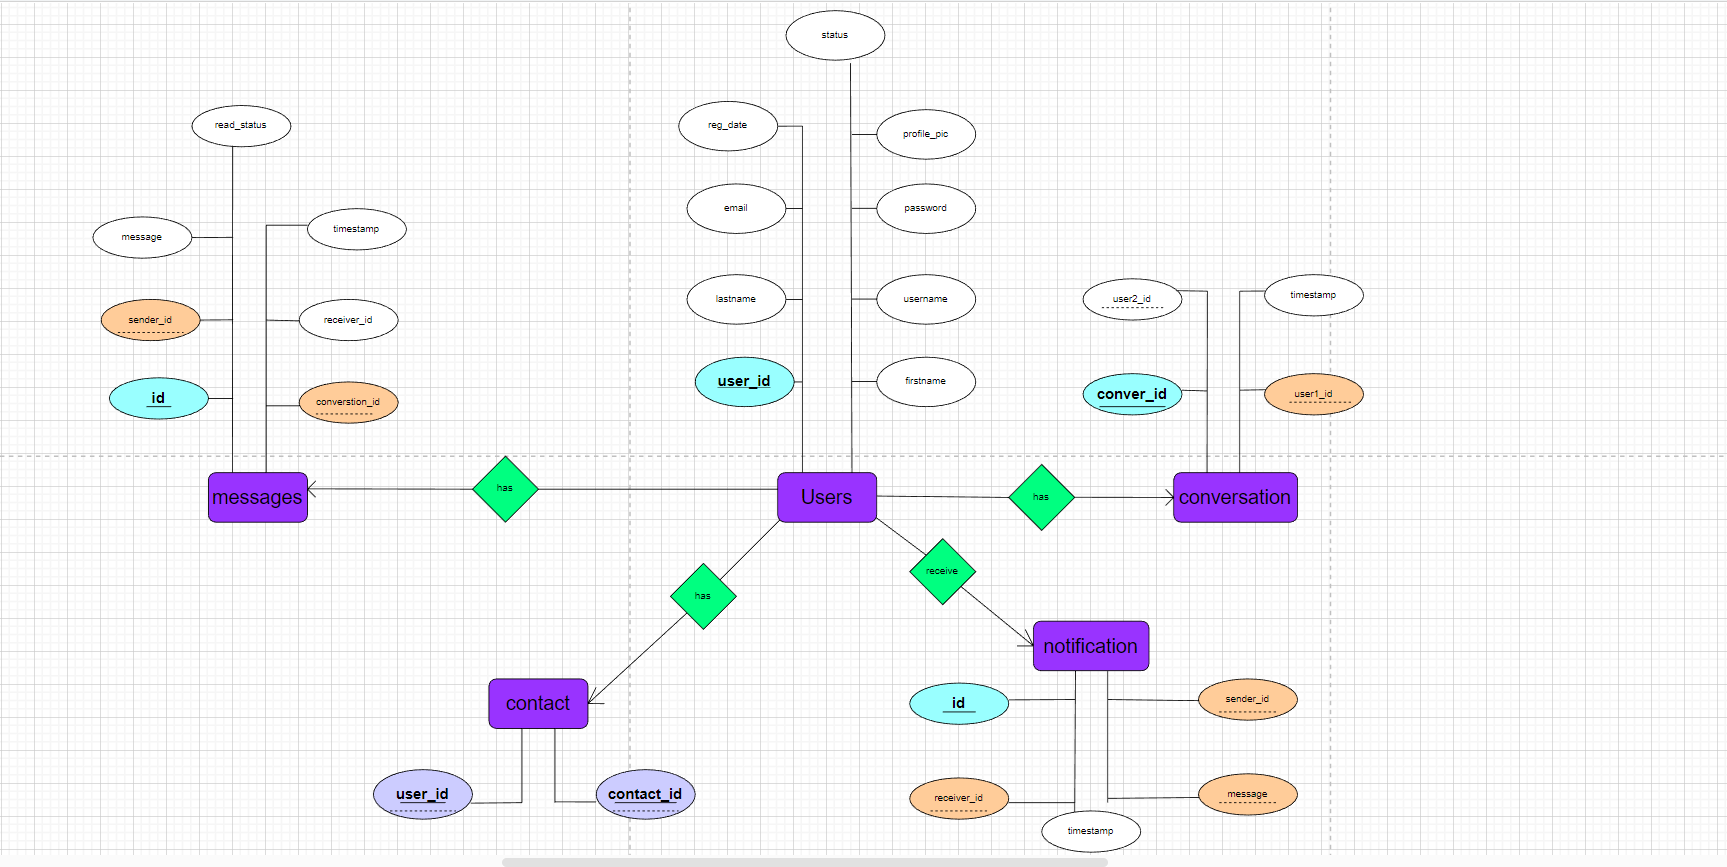 status
read_status
reg_date
profile_pic
message
timestamp
email
password
sender_id
receiver_id
lastname
username
user2_id
timestamp
id
converstion_id
user_id
firstname
conver_id
user1_id
messages
has
Users
has
conversation
has
receive
contact
notification
id
sender_id
user_id
contact_id
receiver_id
message
timestamp